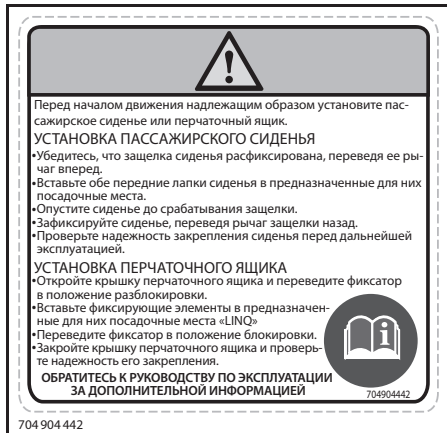 Перед началом движения надлежащим образом установите пас-
сажирское сиденье или перчаточный ящик.
УСТАНОВКА ПАССАЖИРСКОГО СИДЕНЬЯ
•Убедитесь, что защелка сиденья расфиксирована, переведя ее ры-
чаг вперед.
•Вставьте обе передние лапки сиденья в предназначенные для них
посадочные места.
•Опустите сиденье до срабатывания защелки.
•Зафиксируйте сиденье, переведя рычаг защелки назад.
•Проверьте надежность закрепления сиденья перед дальнейшей
эксплуатацией.
УСТАНОВКА ПЕРЧАТОЧНОГО ЯЩИКА
•Откройте крышку перчаточного ящика и переведите фиксатор
в положение разблокировки.
•Вставьте фиксирующие элементы в предназначен-
ные для них посадочные места «LINQ»
•Переведите фиксатор в положение блокировки.
•Закройте крышку перчаточного ящика и проверь-
те надежность его закрепления.
ОБРАТИТЕСЬ К РУКОВОДСТВУ ПО ЭКСПЛУАТАЦИИ
ЗА ДОПОЛНИТЕЛЬНОЙ ИНФОРМАЦИЕЙ
704904442
704 904 442